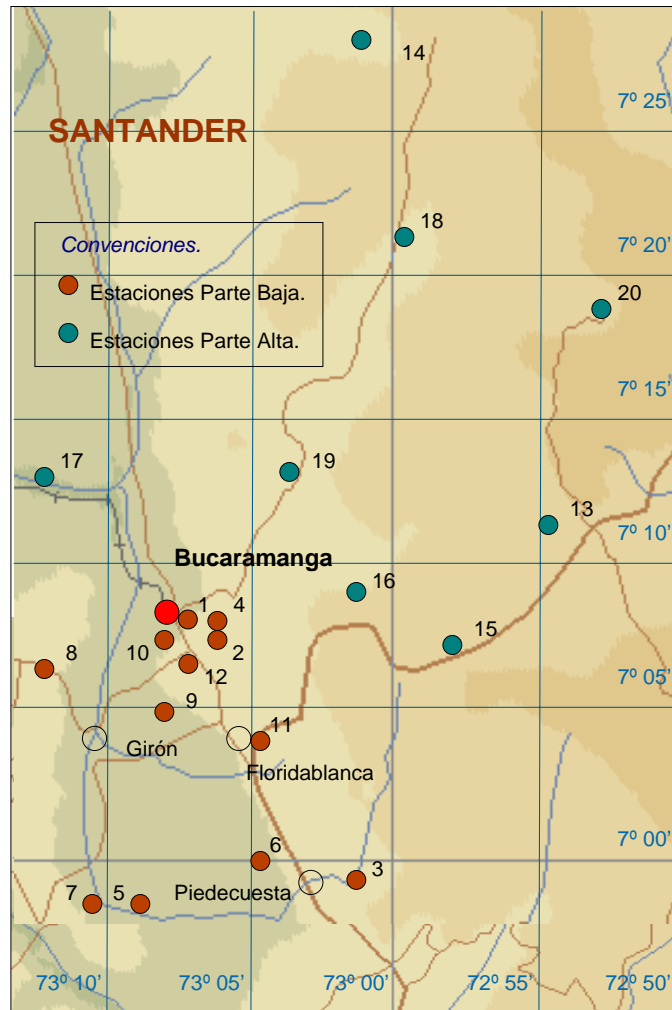 14
7º 25'
SANTANDER
18
7º 20'
Convenciones.
Estaciones Parte Baja.
20
Estaciones Parte Alta.
7º 15'
17
19
13
7º 10'
Bucaramanga
16
1
4
10
2
15
8
12
7º 05'
9
11
Girón
Floridablanca
7º 00'
6
3
7
5
Piedecuesta
73º 10'
73º 05'
73º 00'
72º 55'
72º 50'